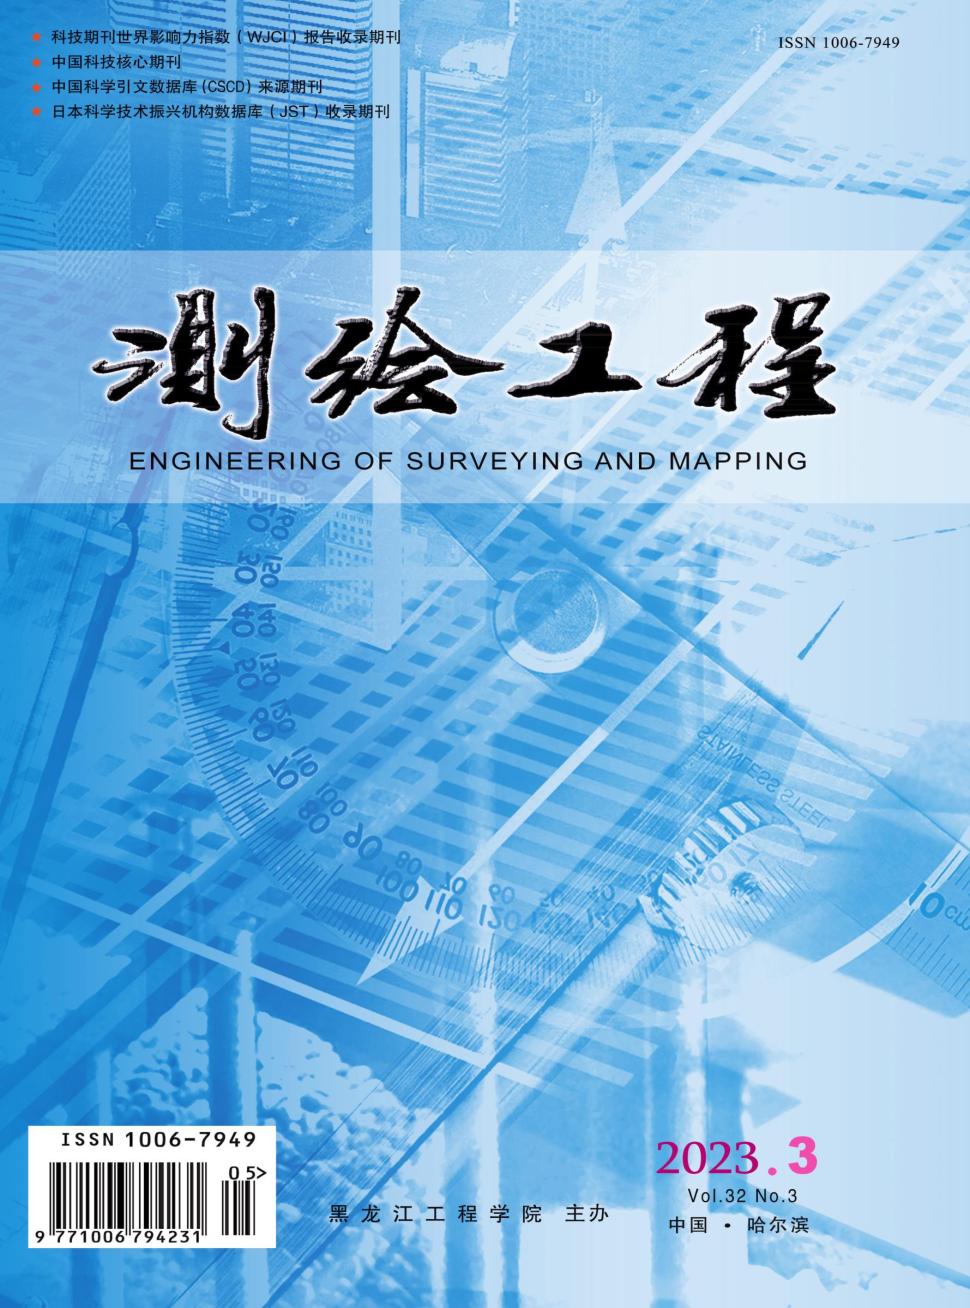 ★ 科技期刊世界影响力指数（WJCI）报告收录期刊
★ 中国科技核心期刊
★ 中国科学引文数据库(CSCD)来源期刊
★ 日本科学技术振兴机构数据库（JST）收录期刊
ISSN 1006-7949
测绘工程
ENGINEERING OF SURVEYING AND MAPPING
STAINLESS STEEL
10cm
ISSN 1006-7949
05>
9 771006 794231
黑龙江工程学院 主办
2023.3
Vol.32 No.3
中国·哈尔滨